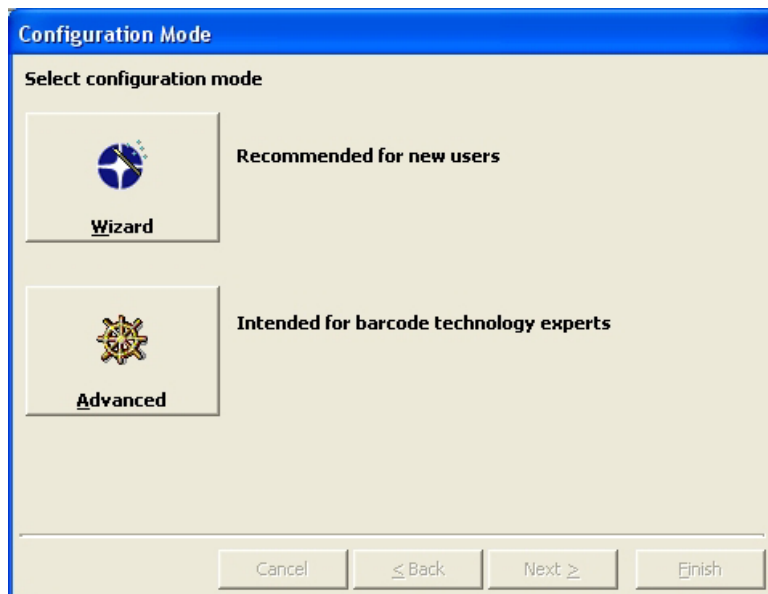 Configuration Mode
Select configuration mode
Recommended for new users
Wizard
Intended for barcode technology experts
Advanced
Cancel
< Back
Next >
Finish